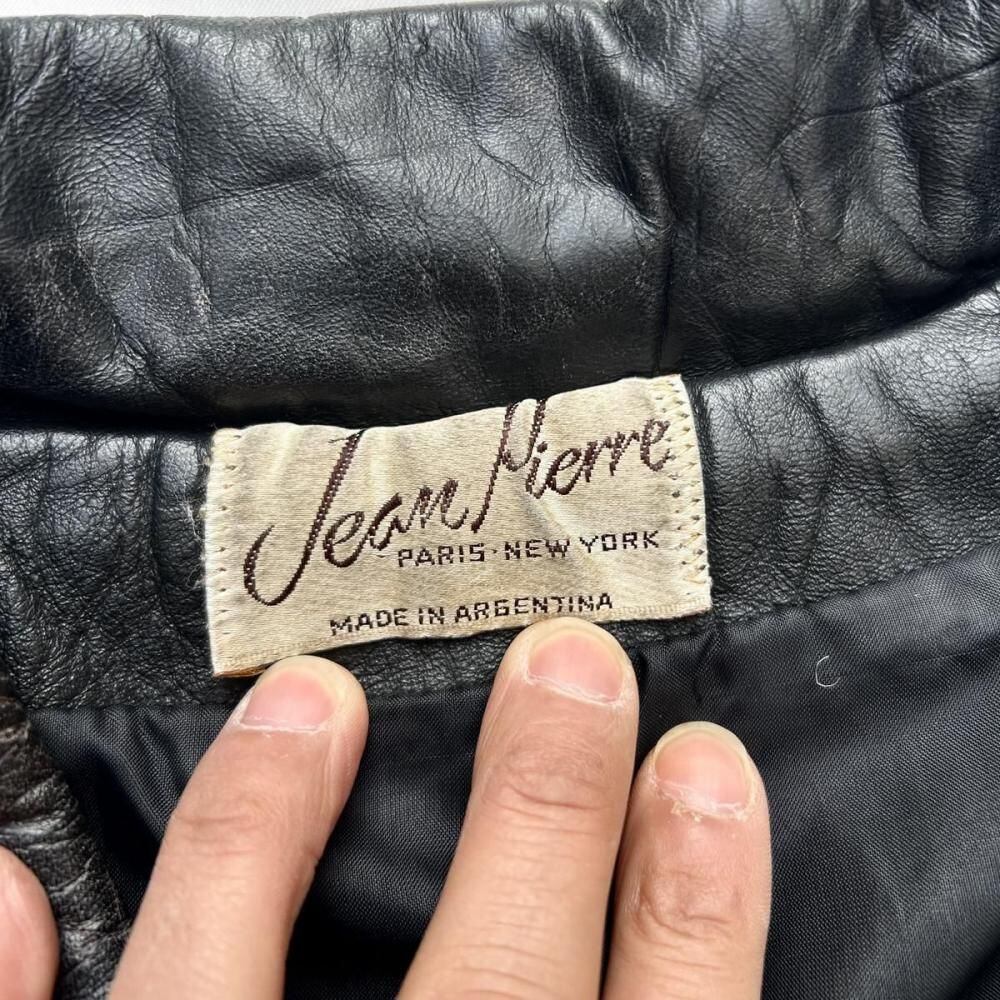 Jean Pierre
PARIS·NEW YORK
MADE IN ARGENTINA